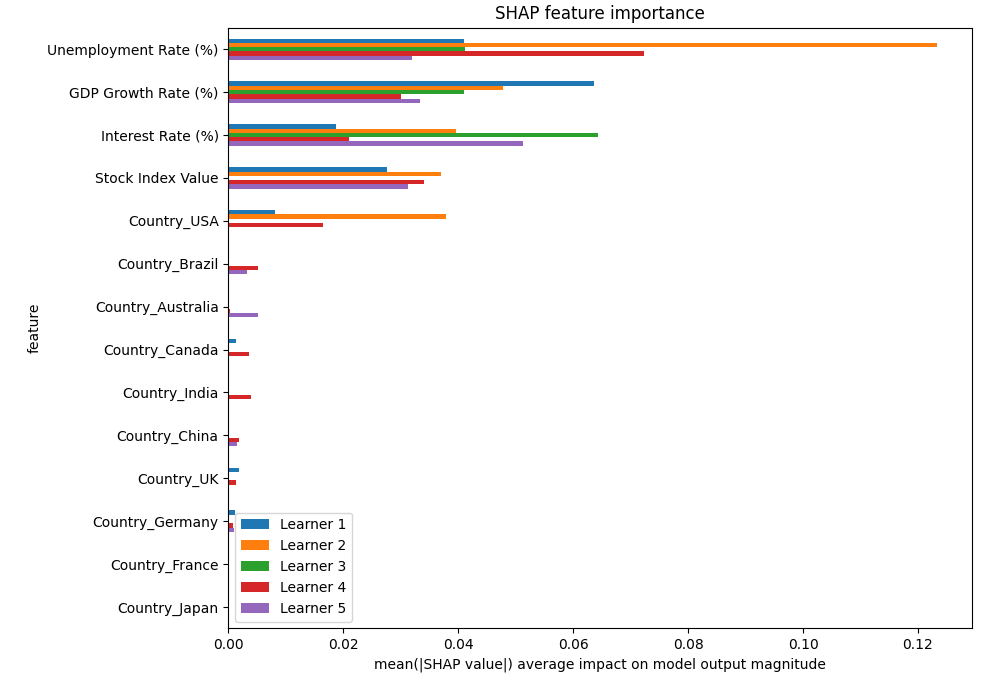 SHAP feature importance
Unemployment Rate (%)
GDP Growth Rate (%)
Interest Rate (%)
Stock Index Value
Country_USA
Country_Brazil
Country_Australia
Country_Canada
Country_India
Country_China
Country_UK
Country_Germany
Country_France
Country_Japan
feature
Learner 1
Learner 2
Learner 3
Learner 4
Learner 5
0.00 0.02 0.04 0.06 0.08 0.10 0.12
mean(|SHAP value|) average impact on model output magnitude